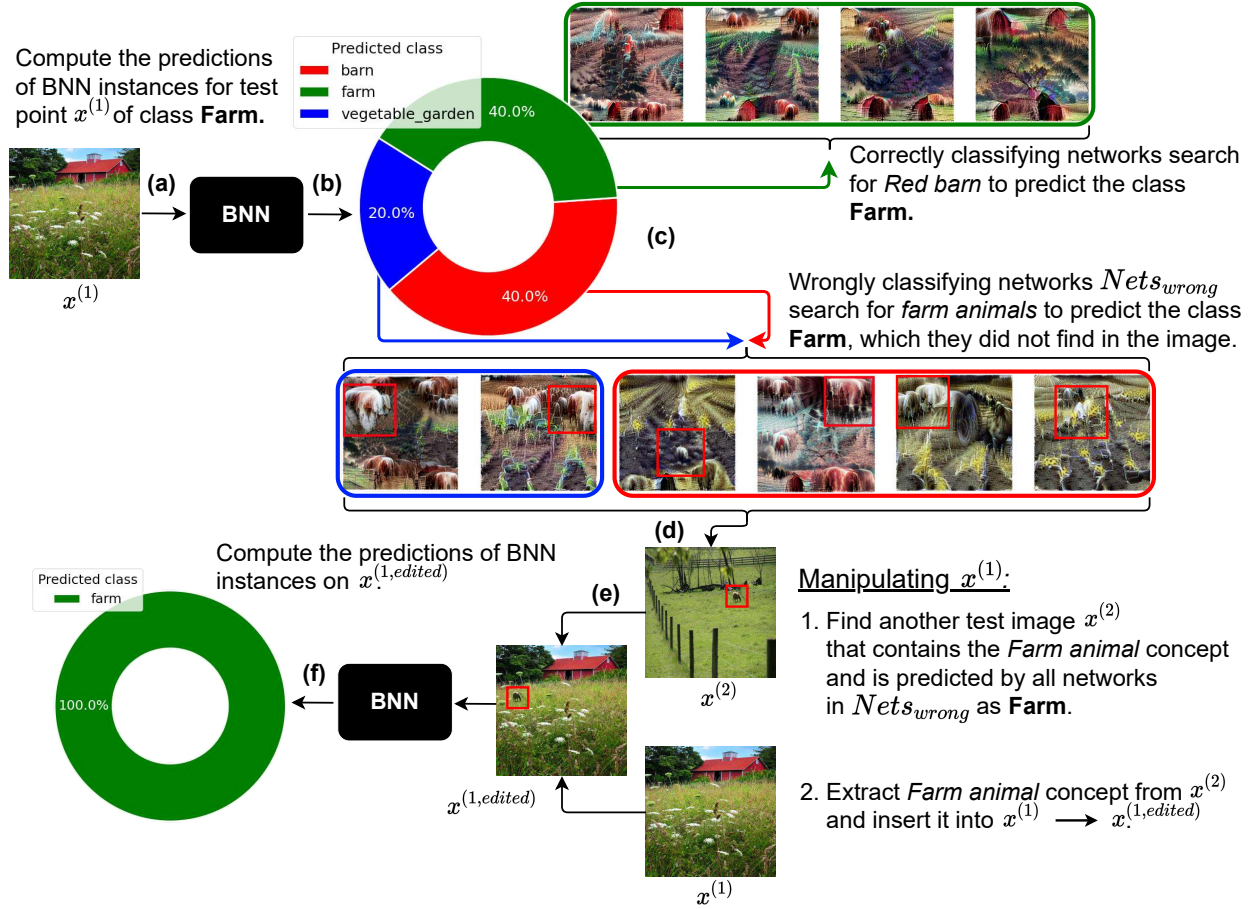 Compute the predictions
of BNN instances for test
point x^(1) of class Farm.
Predicted class
barn
farm
vegetable_garden
40.0%
20.0%
40.0%
(a)
BNN
(b)
x^(1)
(c)
Correctly classifying networks search
for Red barn to predict the class
Farm.
Wrongly classifying networks Nets_wrong
search for farm animals to predict the class
Farm, which they did not find in the image.
(d)
Compute the predictions of BNN
instances on x^(1,edited).
Predicted class
farm
100.0%
(f)
BNN
(e)
x^(2)
x^(1,edited)
x^(1)
Manipulating x^(1):
1. Find another test image x^(2)
that contains the Farm animal concept
and is predicted by all networks
in Nets_wrong as Farm.
2. Extract Farm animal concept from x^(2)
and insert it into x^(1) ⟶ x^(1,edited).